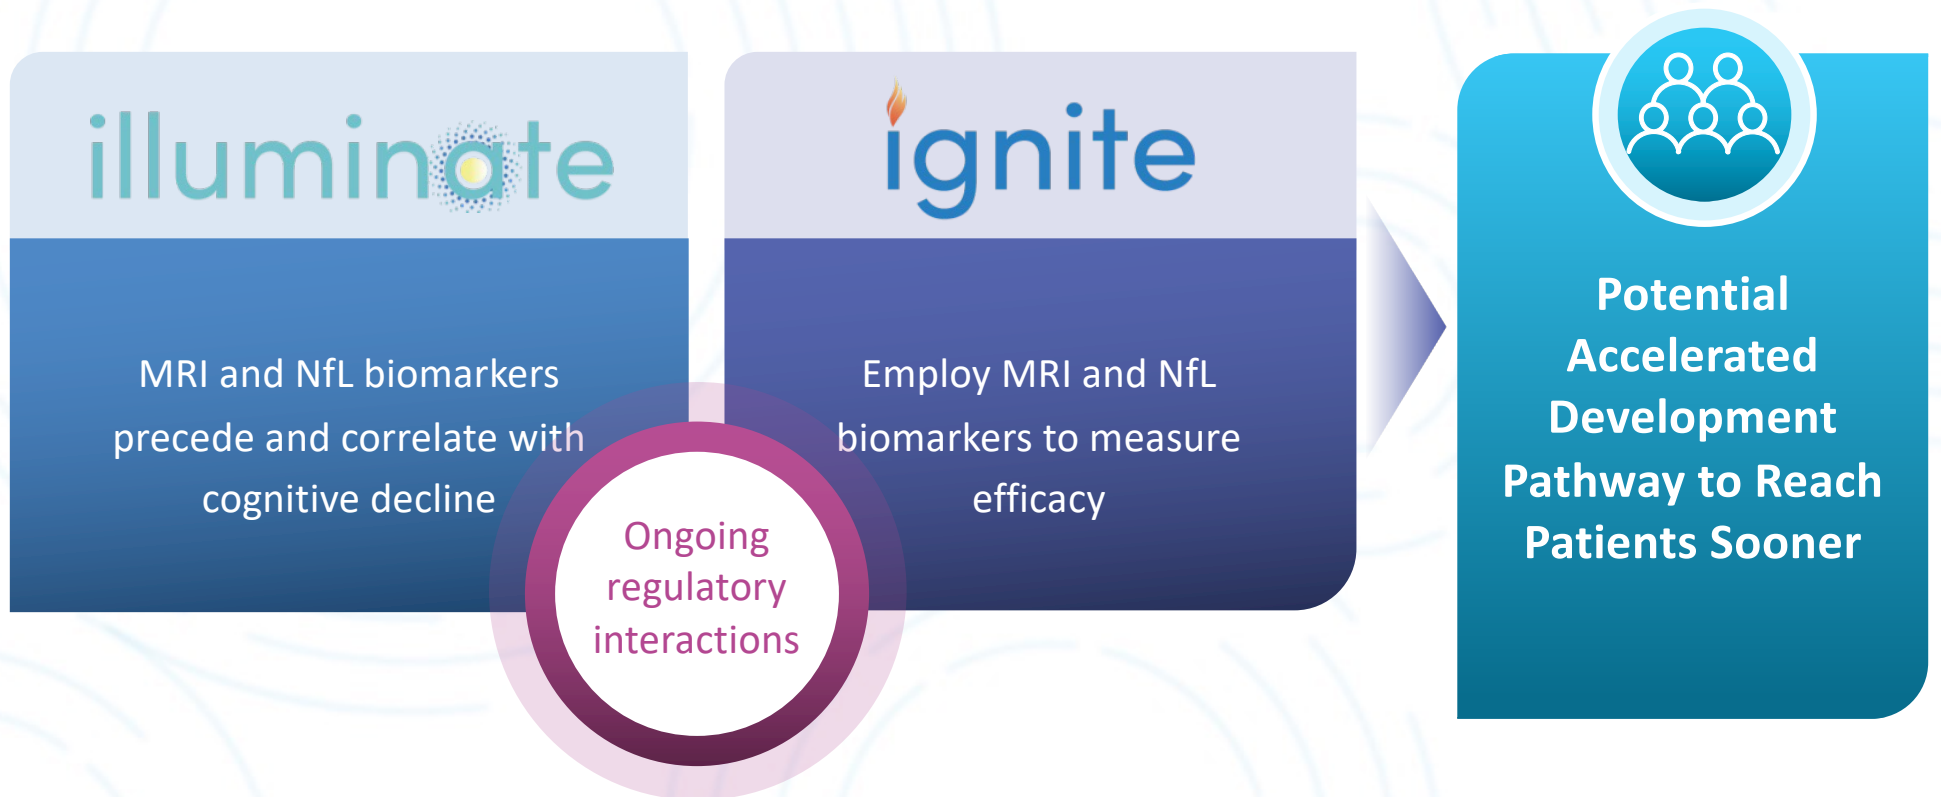 illuminate
MRI and NfL biomarkers
precede and correlate with
cognitive decline
ignite
Employ MRI and NfL
biomarkers to measure
efficacy
Ongoing
regulatory
interactions
Potential
Accelerated
Development
Pathway to Reach
Patients Sooner